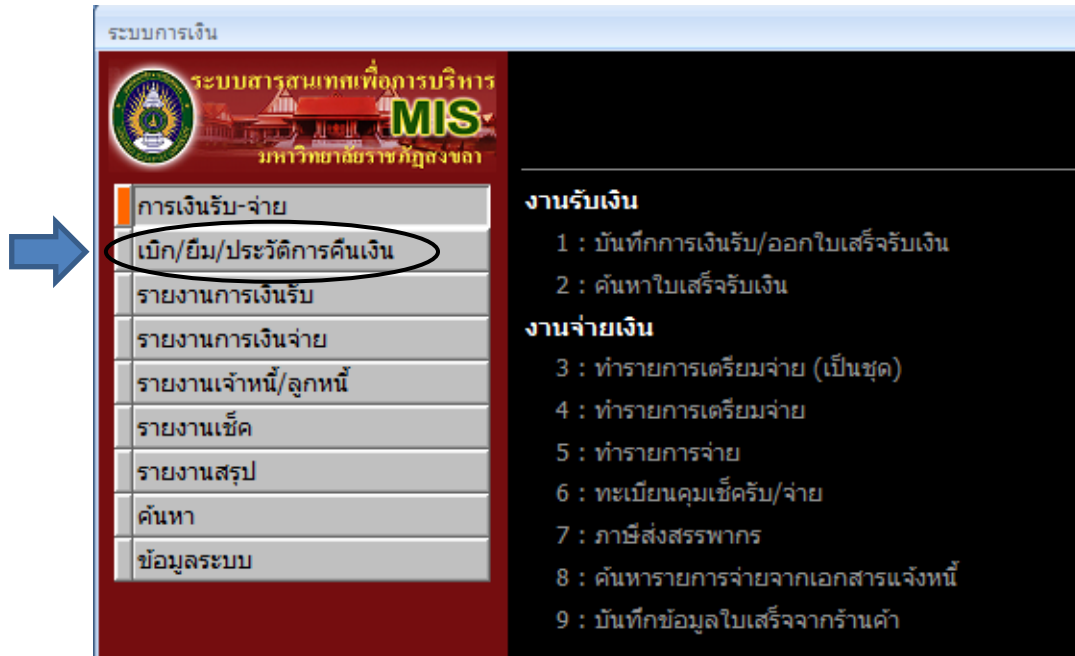 ระบบการเงิน
ระบบสารสนเทศเพื่อการบริหาร
MIS
มหาวิทยาลัยราชภัฏสงขลา
การเงินรับ-จ่าย
เบิก/ยืม/ประวัติการคืนเงิน
รายงานการเงินรับ
รายงานการเงินจ่าย
รายงานเจ้าหนี้/ลูกหนี้
รายงานเช็ค
รายงานสรุป
ค้นหา
ข้อมูลระบบ
งานรับเงิน
1 : บันทึกการเงินรับ/ออกใบเสร็จรับเงิน
2 : ค้นหาใบเสร็จรับเงิน
งานจ่ายเงิน
3 : ทำรายการเตรียมจ่าย (เป็นชุด)
4 : ทำรายการเตรียมจ่าย
5 : ทำรายการจ่าย
6 : ทะเบียนคุมเช็ครับ/จ่าย
7 : ภาษีส่งสรรพากร
8 : ค้นหารายการจ่ายจากเอกสารแจ้งหนี้
9 : บันทึกข้อมูลใบเสร็จจากร้านค้า